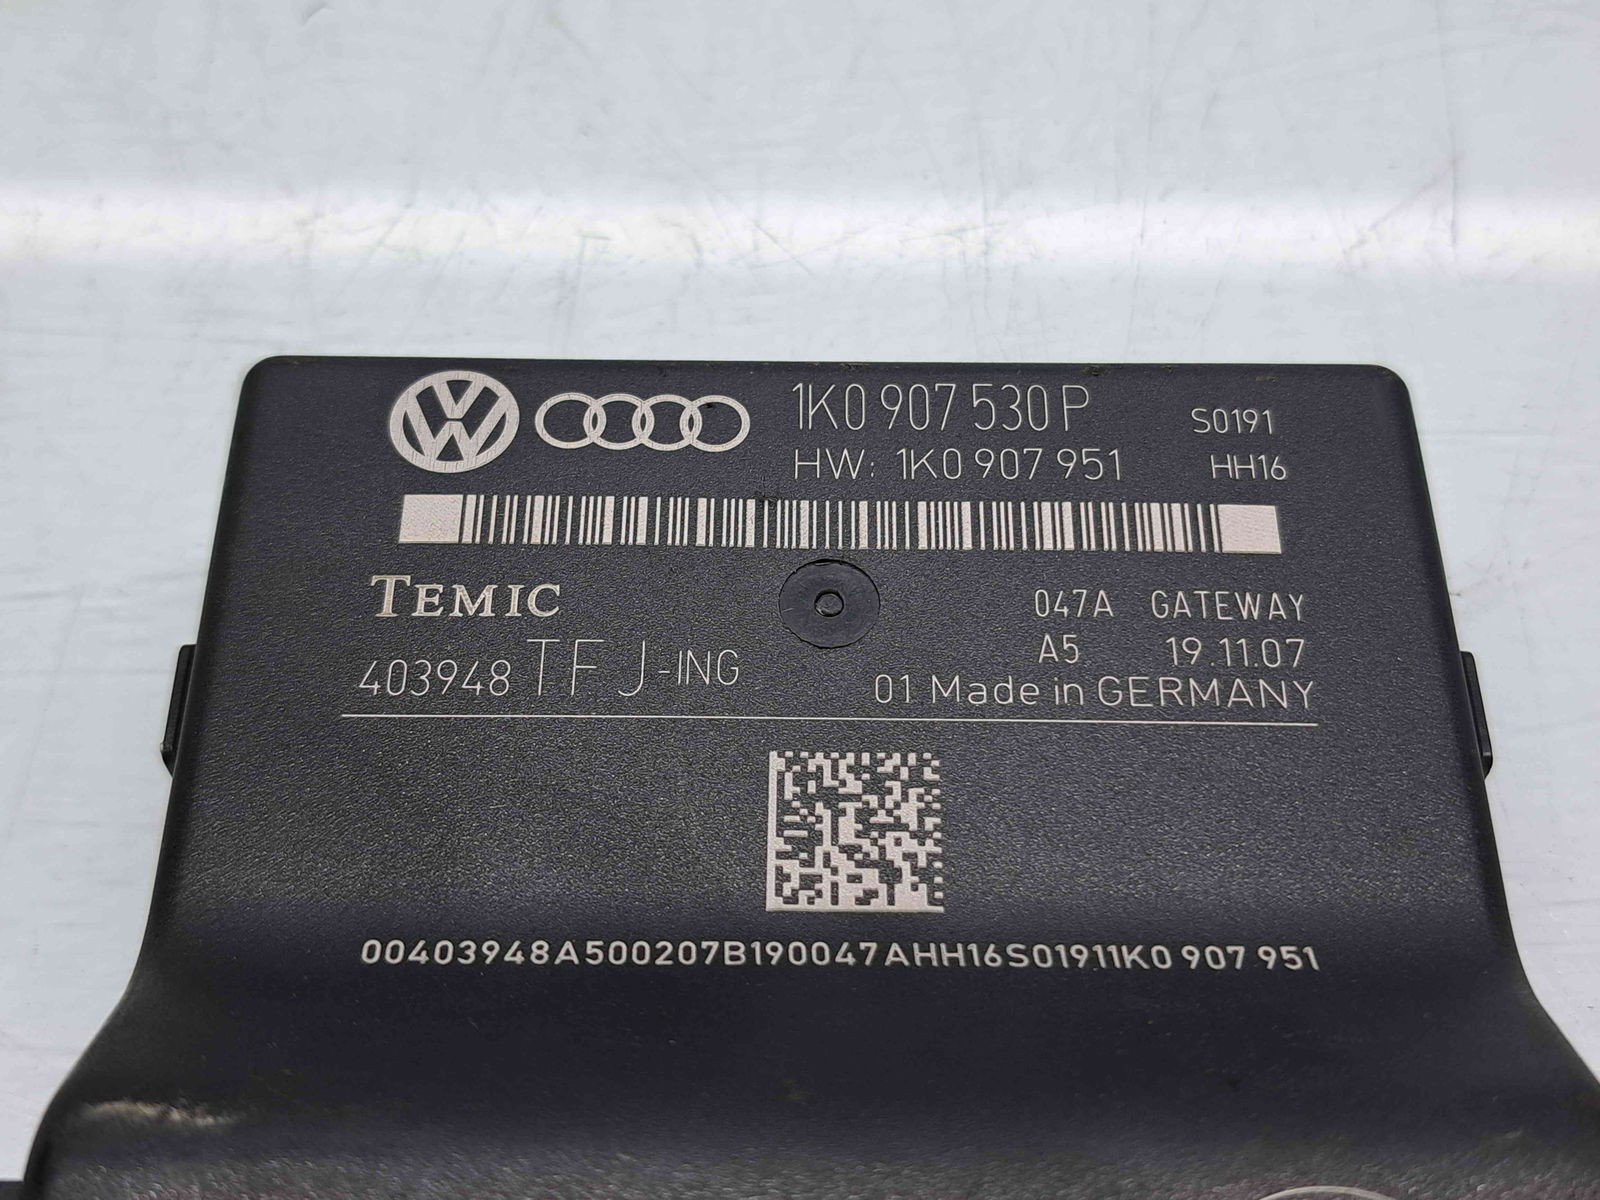 1K0 907 530 P S0191
HW: 1K0 907 951 HH16
TEMIC 047A GATEWAY
403948 TF J-ING A5 19.11.07
01 Made in GERMANY
00403948A500207B190047AHH16S01911K0 907 951